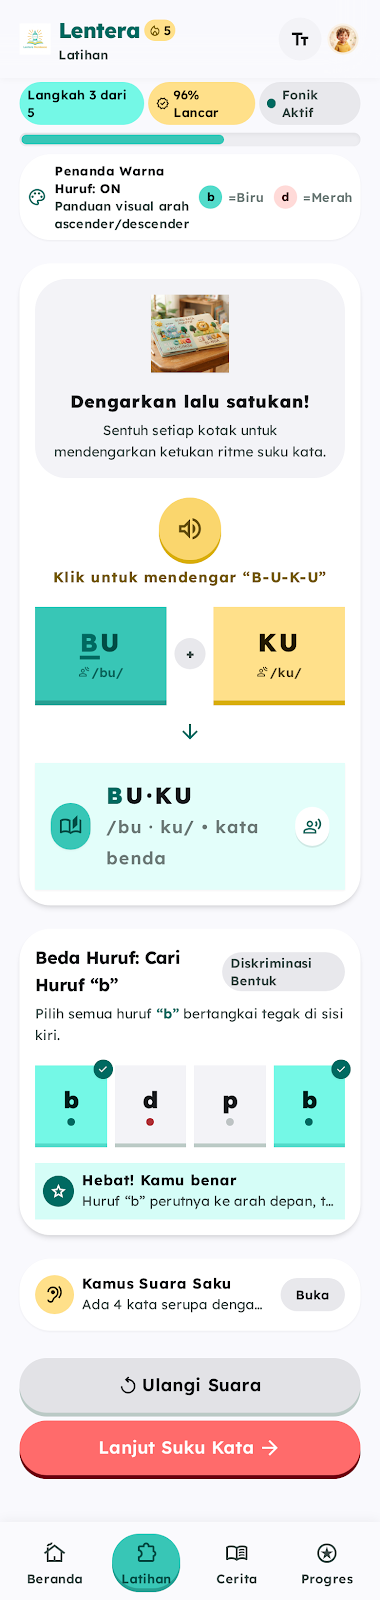 Lentera 5
Latihan
Langkah 3 dari
5
96%
Lancar
Fonik
Aktif
Penanda Warna
Huruf: ON
Panduan visual arah
ascender/descender
b =Biru d =Merah
Dengarkan lalu satukan!
Sentuh setiap kotak untuk
mendengarkan ketukan ritme suku kata.
Klik untuk mendengar “B-U-K-U”
BU + KU
/bu/ /ku/
BU·KU
/bu · ku/ • kata
benda
Beda Huruf: Cari
Huruf “b”
Diskriminasi
Bentuk
Pilih semua huruf “b” bertangkai tegak di sisi
kiri.
b d p b
Hebat! Kamu benar
Huruf “b” perutnya ke arah depan, t…
Kamus Suara Saku
Ada 4 kata serupa denga…
Buka
Ulangi Suara
Lanjut Suku Kata
Beranda Latihan Cerita Progres